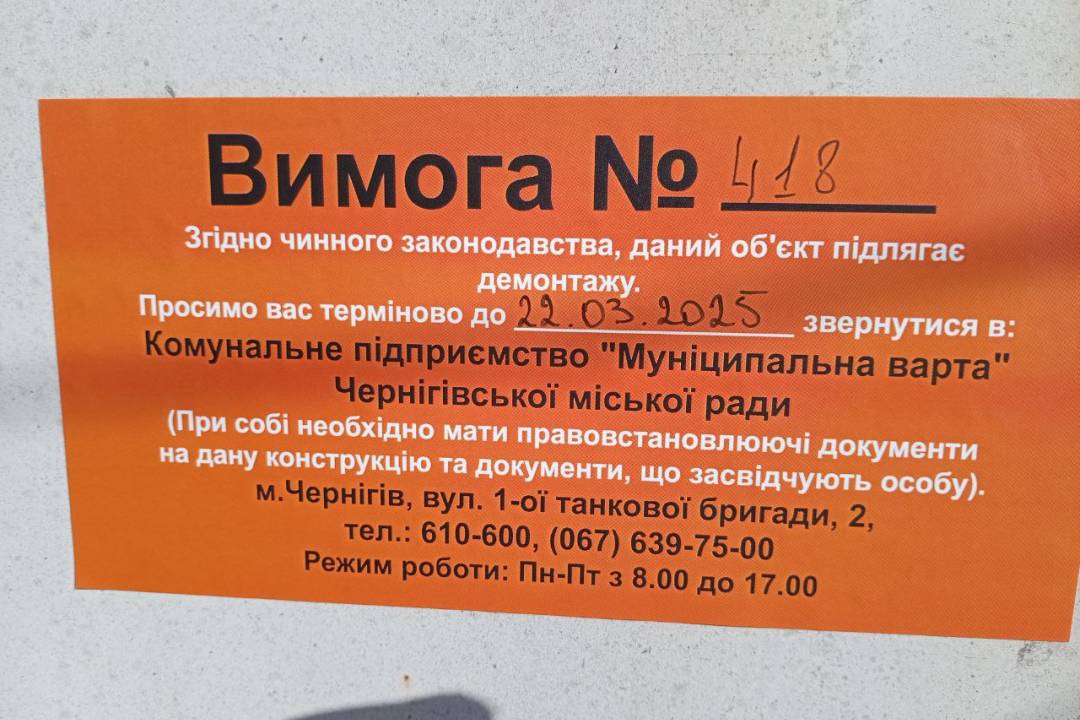 Вимога № 418
Згідно чинного законодавства, даний об'єкт підлягає
демонтажу.
Просимо вас терміново до 22.03.2025 звернутися в:
Комунальне підприємство "Муніципальна варта"
Чернігівської міської ради
(При собі необхідно мати правовстановлюючі документи
на дану конструкцію та документи, що засвідчують особу).
м.Чернігів, вул. 1-ої танкової бригади, 2,
тел.: 610-600, (067) 639-75-00
Режим роботи: Пн-Пт з 8.00 до 17.00